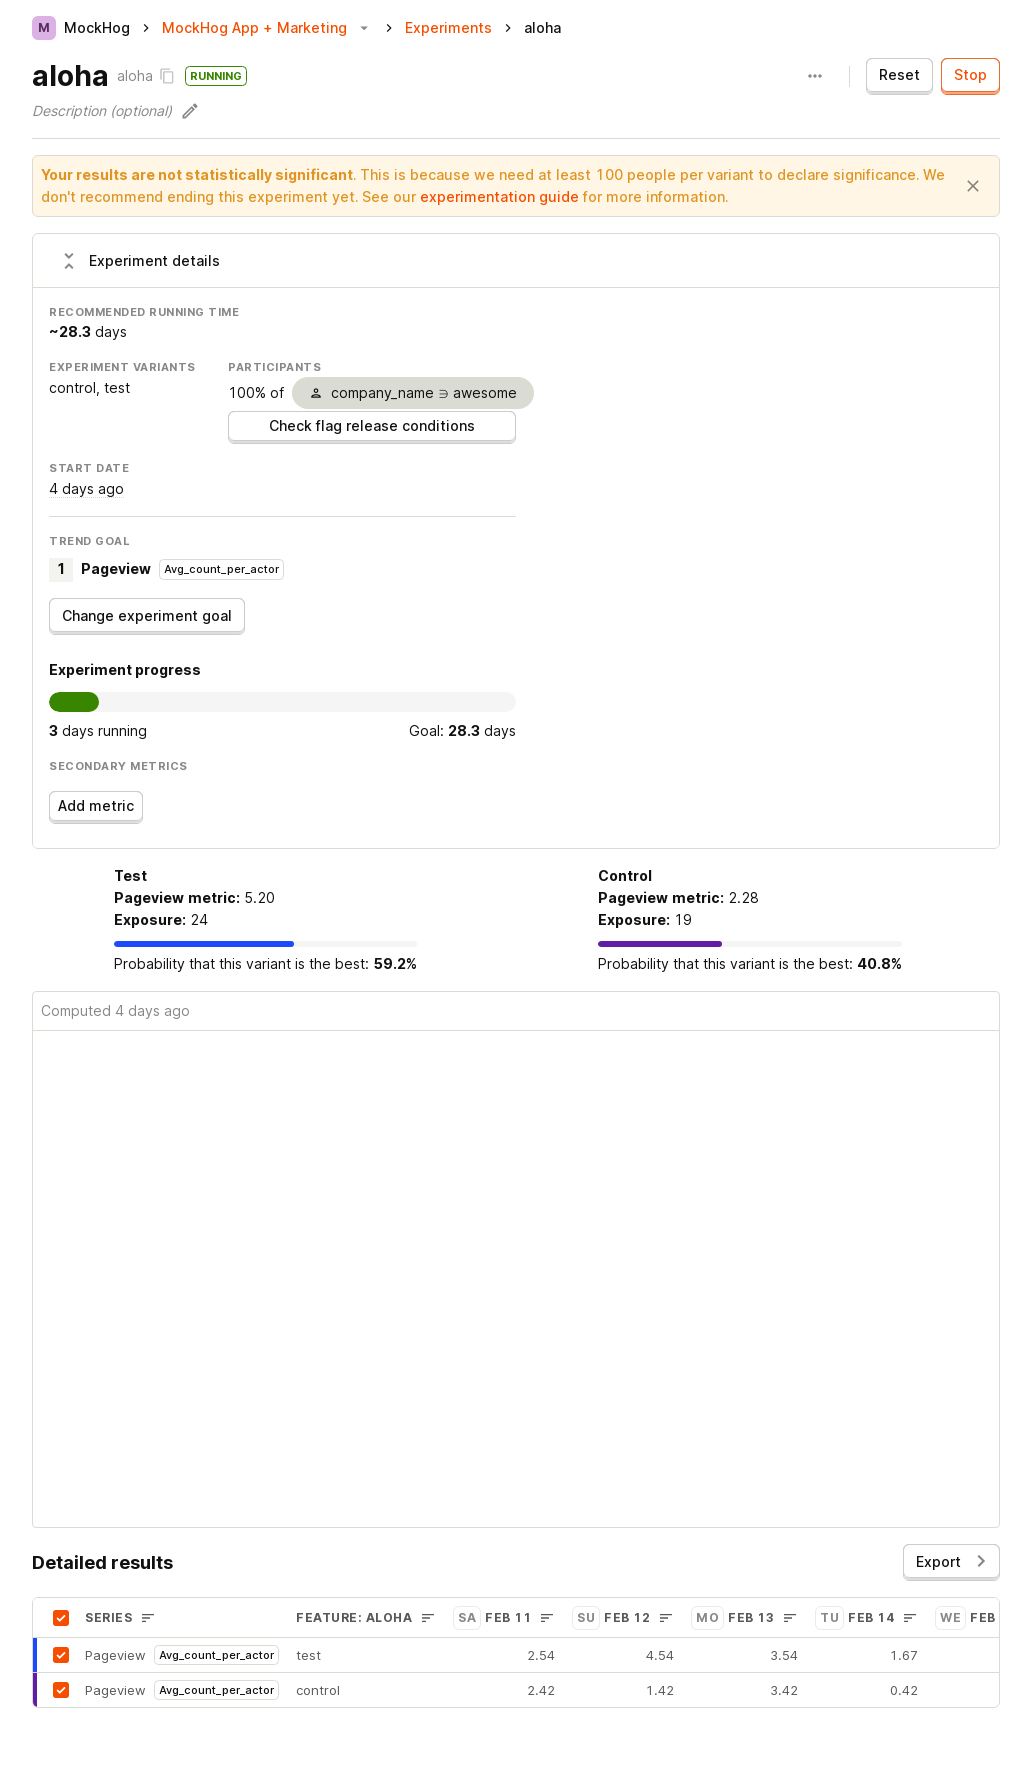 M MockHog > MockHog App + Marketing > Experiments > aloha
aloha aloha RUNNING
Reset Stop
Description (optional)
Your results are not statistically significant. This is because we need at least 100 people per variant to declare significance. We
don't recommend ending this experiment yet. See our experimentation guide for more information.
Experiment details
RECOMMENDED RUNNING TIME
~28.3 days
EXPERIMENT VARIANTS PARTICIPANTS
control, test
100% of company_name ∋ awesome
Check flag release conditions
START DATE
4 days ago
TREND GOAL
1 Pageview Avg_count_per_actor
Change experiment goal
Experiment progress
3 days running Goal: 28.3 days
SECONDARY METRICS
Add metric
Test
Pageview metric: 5.20
Exposure: 24
Probability that this variant is the best: 59.2%
Control
Pageview metric: 2.28
Exposure: 19
Probability that this variant is the best: 40.8%
Computed 4 days ago
Detailed results Export
SERIES FEATURE: ALOHA SA FEB 11 SU FEB 12 MO FEB 13 TU FEB 14 WE FEB
Pageview Avg_count_per_actor test 2.54 4.54 3.54 1.67
Pageview Avg_count_per_actor control 2.42 1.42 3.42 0.42